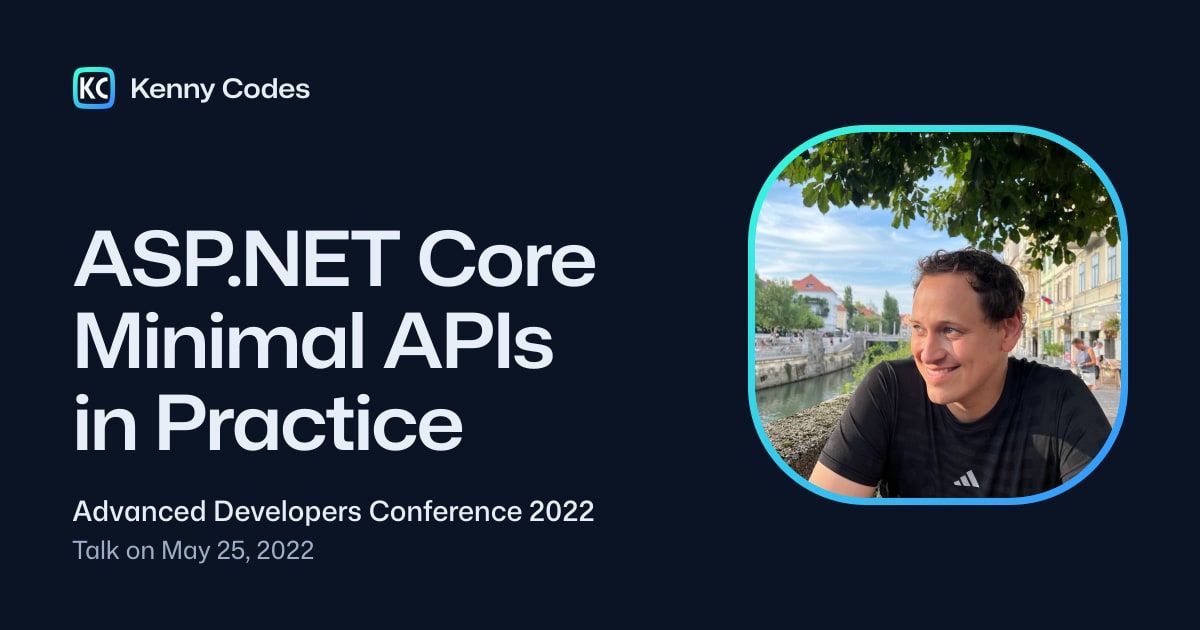 KC Kenny Codes
ASP.NET Core
Minimal APIs
in Practice
Advanced Developers Conference 2022
Talk on May 25, 2022